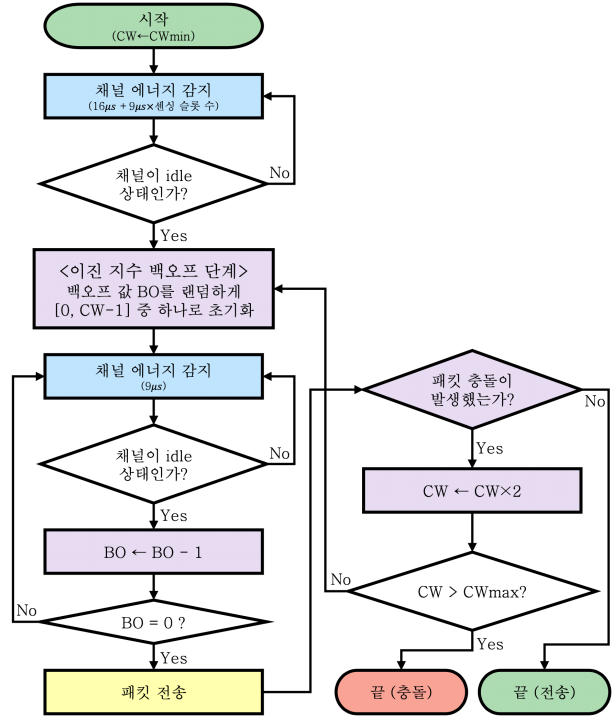 시작
(CW←CWmin)
채널 에너지 감지
(16μs + 9μs×센싱 슬롯 수)
채널이 idle
상태인가?
No
Yes
<이진 지수 백오프 단계>
백오프 값 BO를 랜덤하게
[0, CW-1] 중 하나로 초기화
채널 에너지 감지
(9μs)
채널이 idle
상태인가?
No
Yes
BO ← BO - 1
BO = 0 ?
No
Yes
패킷 전송
패킷 충돌이
발생했는가?
No
Yes
CW ← CW×2
CW > CWmax?
No
Yes
끝 (충돌)
끝 (전송)